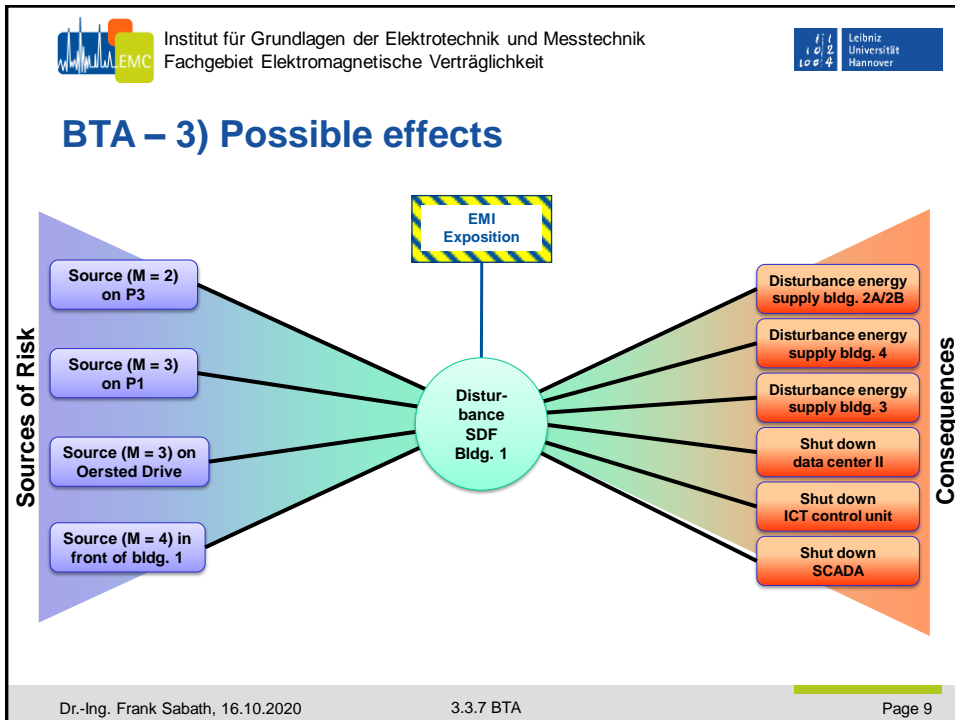 EMC
Institut für Grundlagen der Elektrotechnik und Messtechnik
Fachgebiet Elektromagnetische Verträglichkeit
Leibniz
Universität
Hannover
BTA – 3) Possible effects
EMI
Exposition
Sources of Risk
Source (M = 2)
on P3
Source (M = 3)
on P1
Source (M = 3) on
Oersted Drive
Source (M = 4) in
front of bldg. 1
Distur-
bance
SDF
Bldg. 1
Disturbance energy
supply bldg. 2A/2B
Disturbance energy
supply bldg. 4
Disturbance energy
supply bldg. 3
Shut down
data center II
Shut down
ICT control unit
Shut down
SCADA
Consequences
Dr.-Ing. Frank Sabath, 16.10.2020
3.3.7 BTA
Page 9